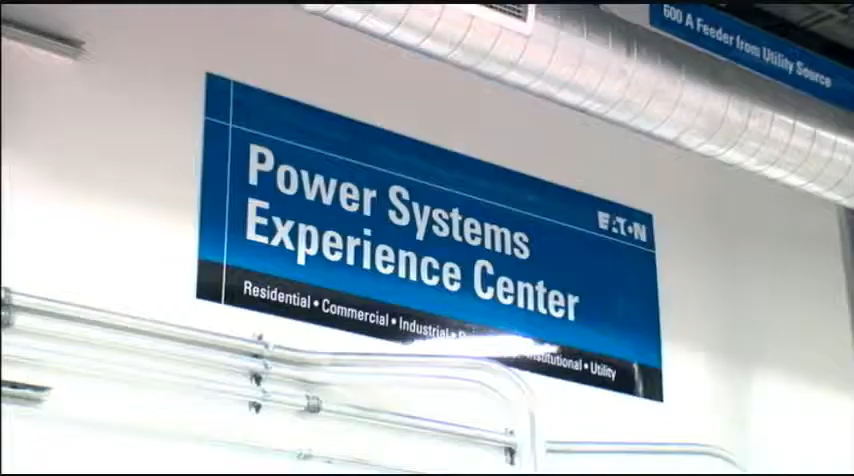 600 A Feeder from Utility Source
EATON
Power Systems
Experience Center
Residential • Commercial • Industrial • Institutional • Utility